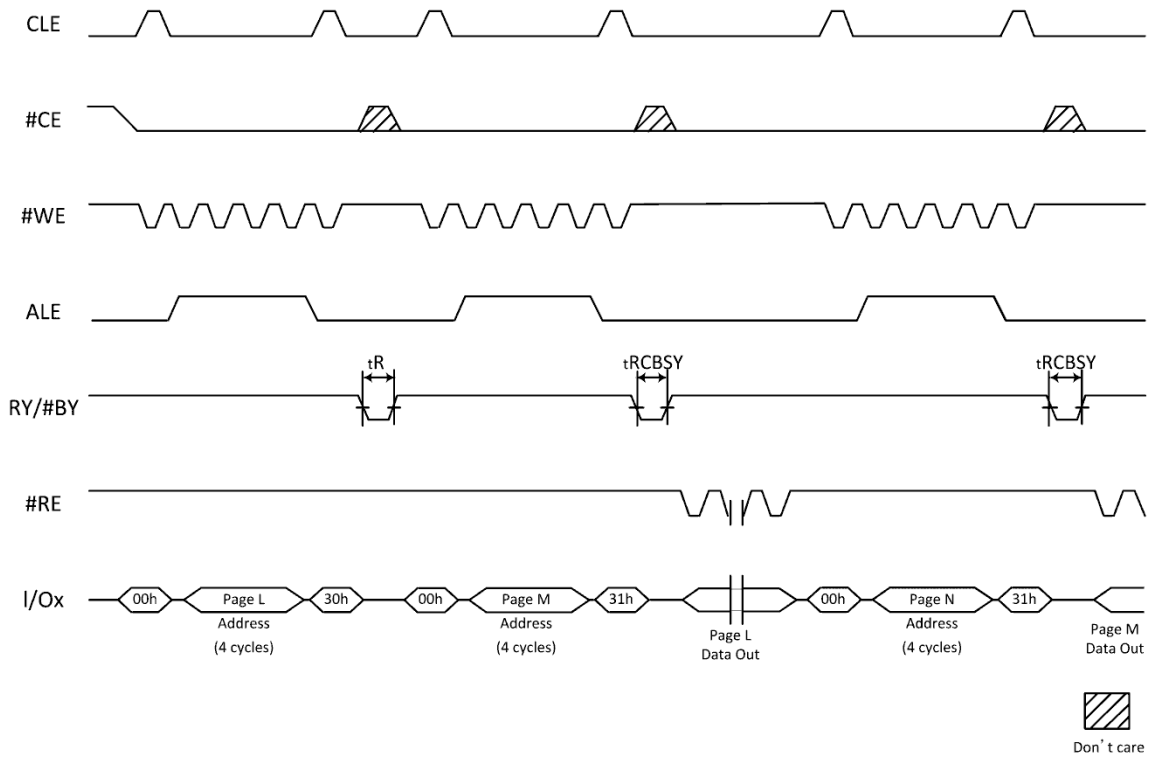 CLE
#CE
#WE
ALE
tR
tRCBSY
tRCBSY
RY/#BY
#RE
I/Ox
00h
Page L
30h
00h
Page M
31h
00h
Page N
31h
Address
(4 cycles)
Address
(4 cycles)
Page L
Data Out
Address
(4 cycles)
Page M
Data Out
Don't care